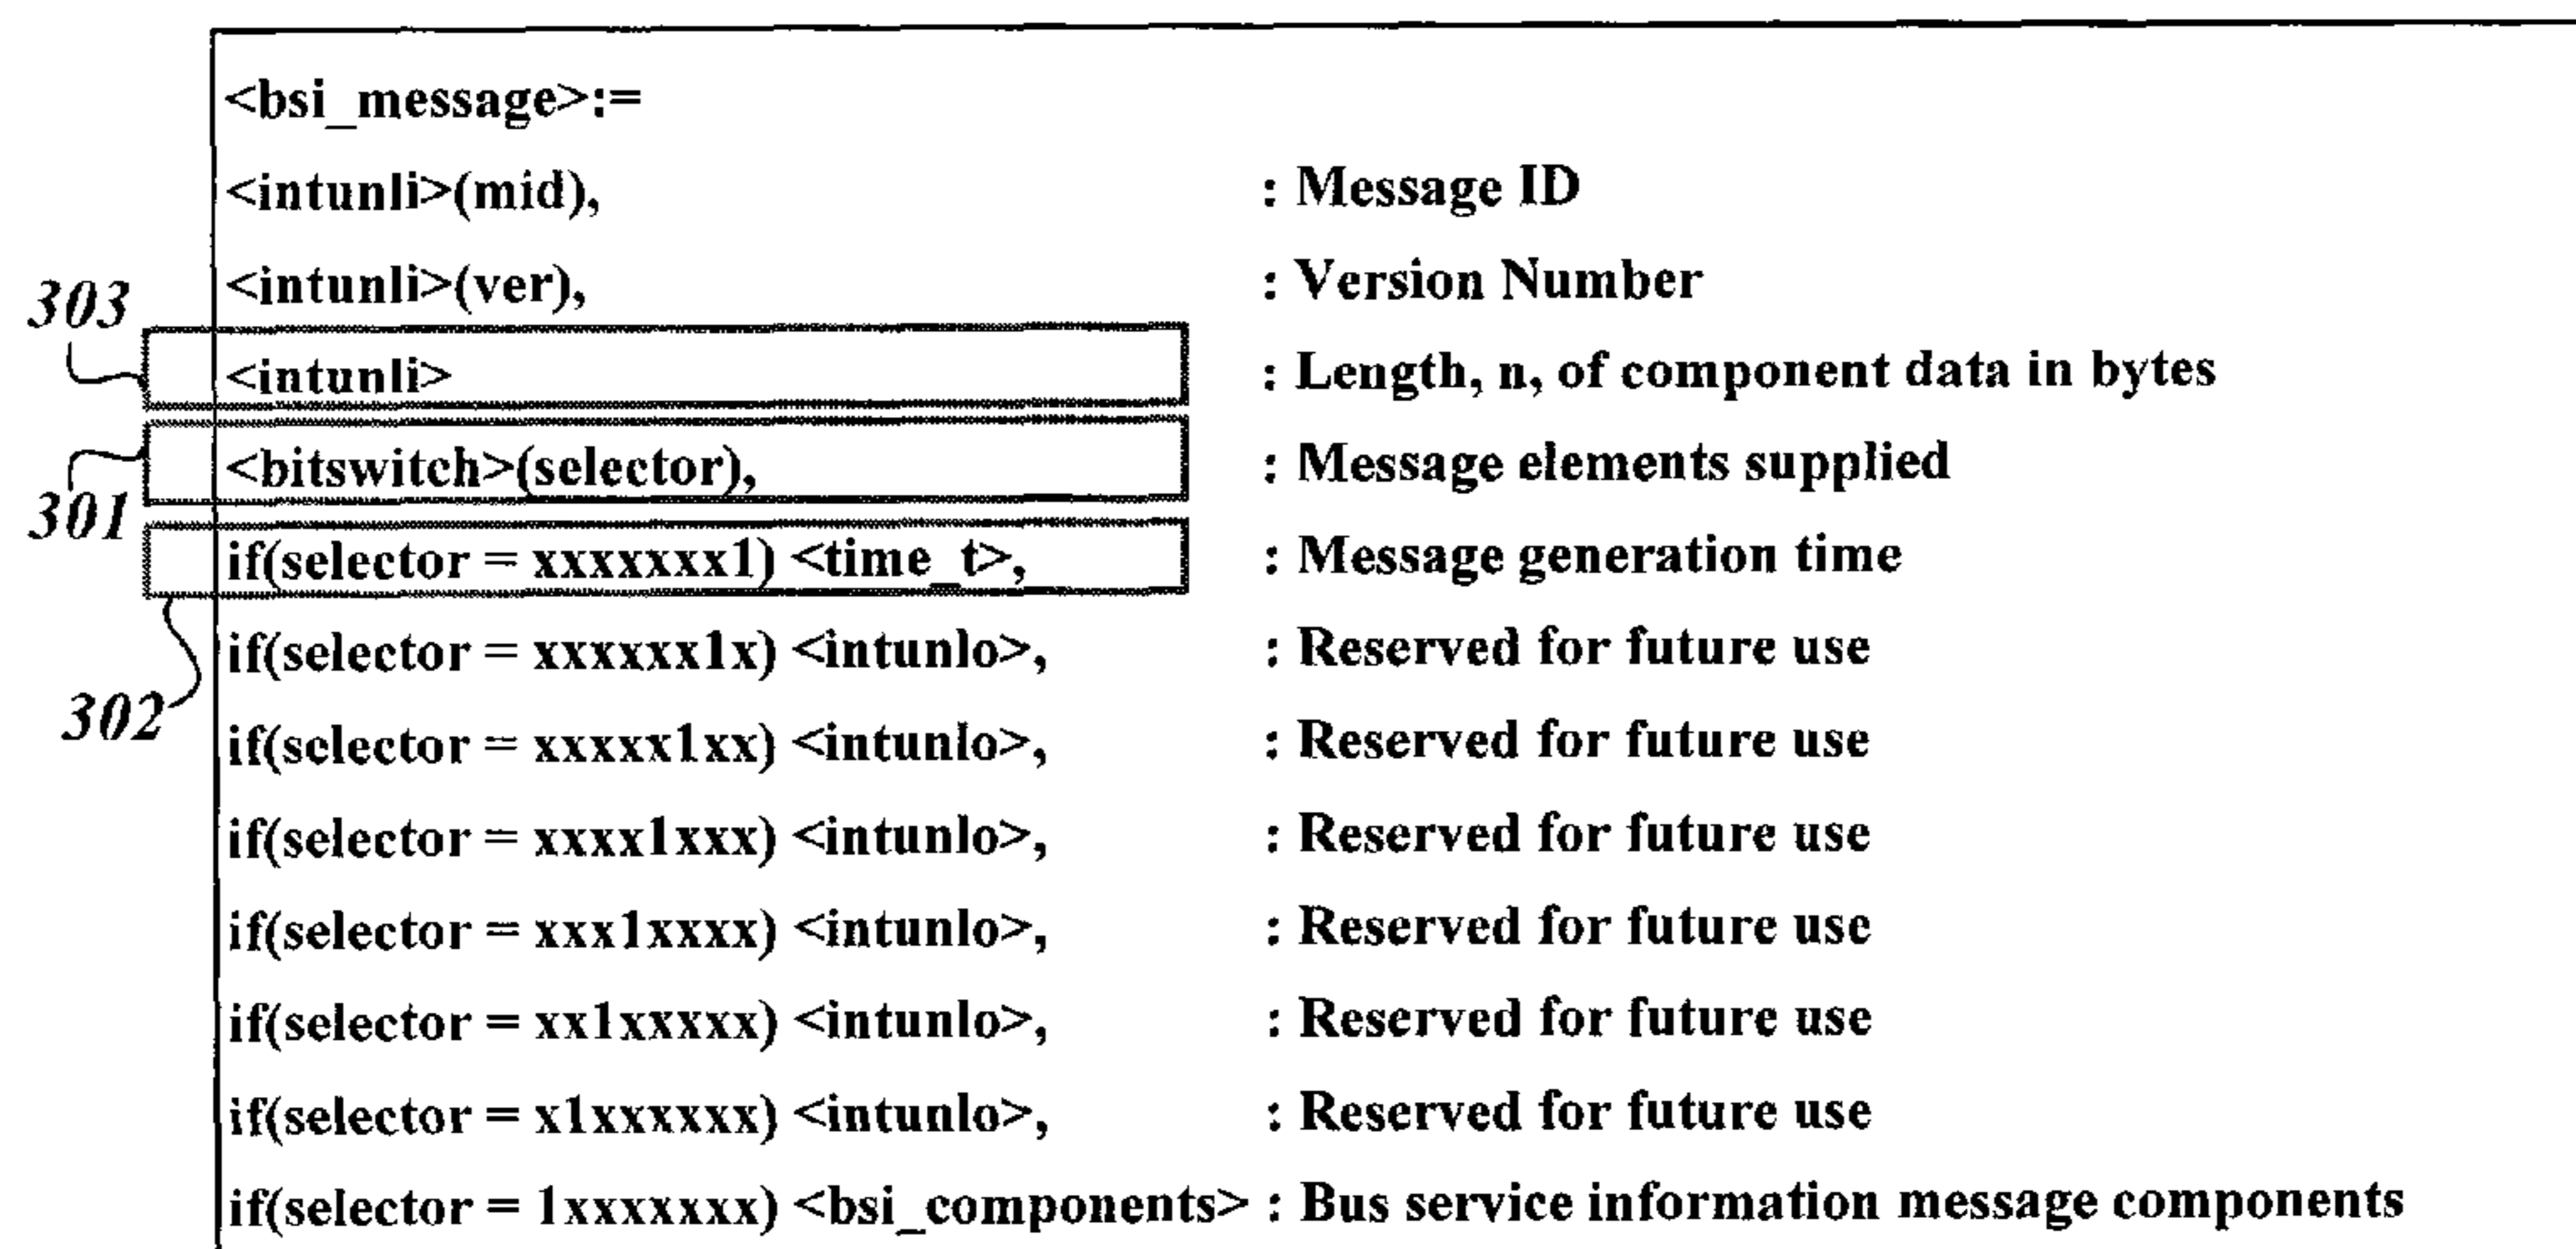 <bsi_message>:=
<intunli>(mid), : Message ID
<intunli>(ver), : Version Number
303
<intunli> : Length, n, of component data in bytes
<bitswitch>(selector), : Message elements supplied
301
if(selector = xxxxxxx1) <time_t>, : Message generation time
if(selector = xxxxxx1x) <intunlo>, : Reserved for future use
302
if(selector = xxxxx1xx) <intunlo>, : Reserved for future use
if(selector = xxxx1xxx) <intunlo>, : Reserved for future use
if(selector = xxx1xxxx) <intunlo>, : Reserved for future use
if(selector = xx1xxxxx) <intunlo>, : Reserved for future use
if(selector = x1xxxxxx) <intunlo>, : Reserved for future use
if(selector = 1xxxxxxx) <bsi_components> : Bus service information message components